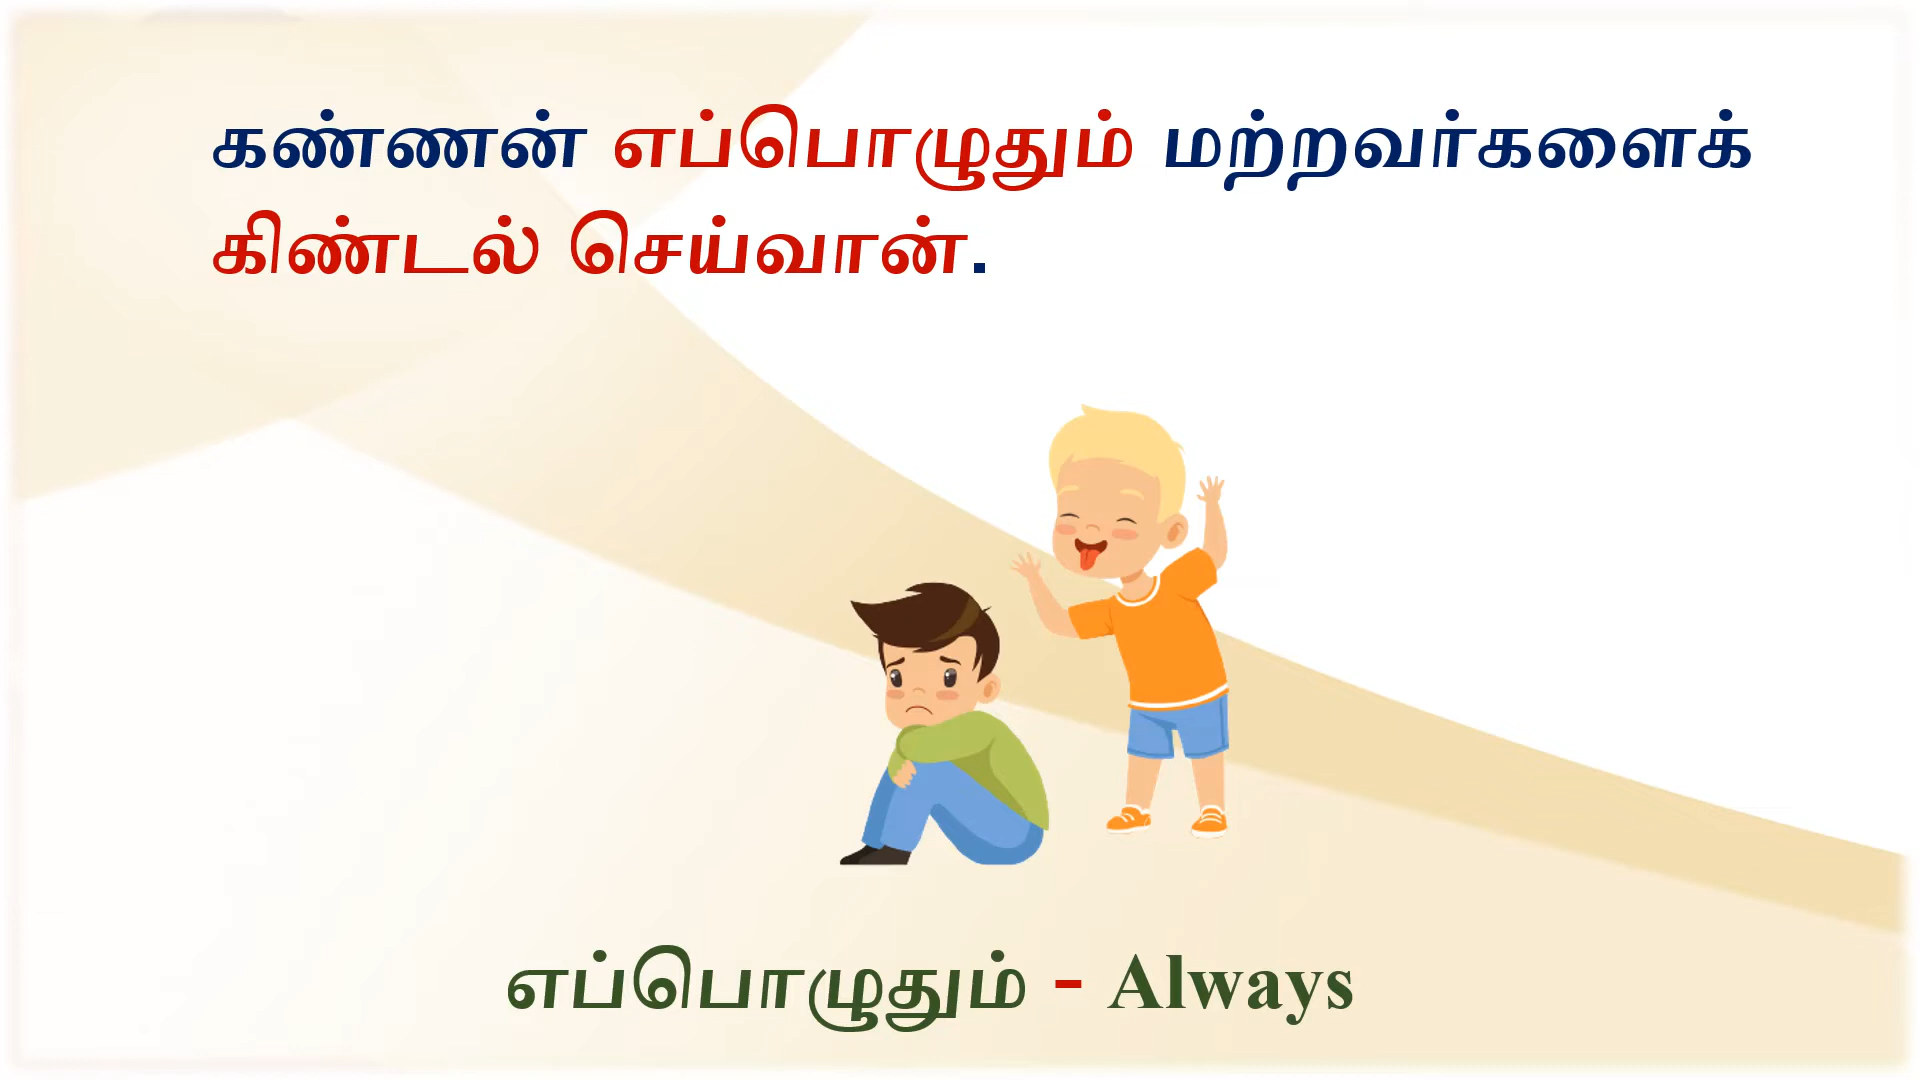 கண்ணன் எப்பொழுதும் மற்றவர்களைக்
கிண்டல் செய்வான்.
எப்பொழுதும் - Always